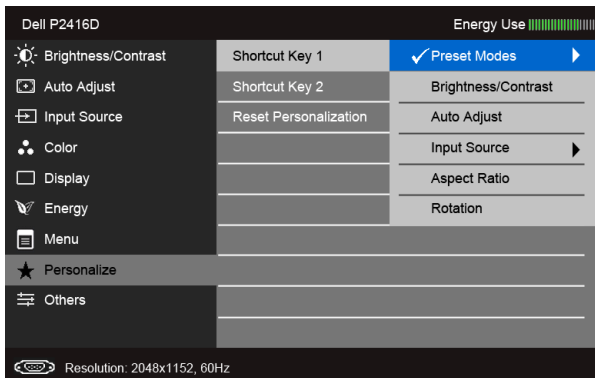 Dell P2416D Energy Use
Brightness/Contrast Shortcut Key 1 Preset Modes
Auto Adjust Shortcut Key 2 Brightness/Contrast
Input Source Reset Personalization Auto Adjust
Color Input Source
Display Aspect Ratio
Energy Rotation
Menu
Personalize
Others
Resolution: 2048x1152, 60Hz